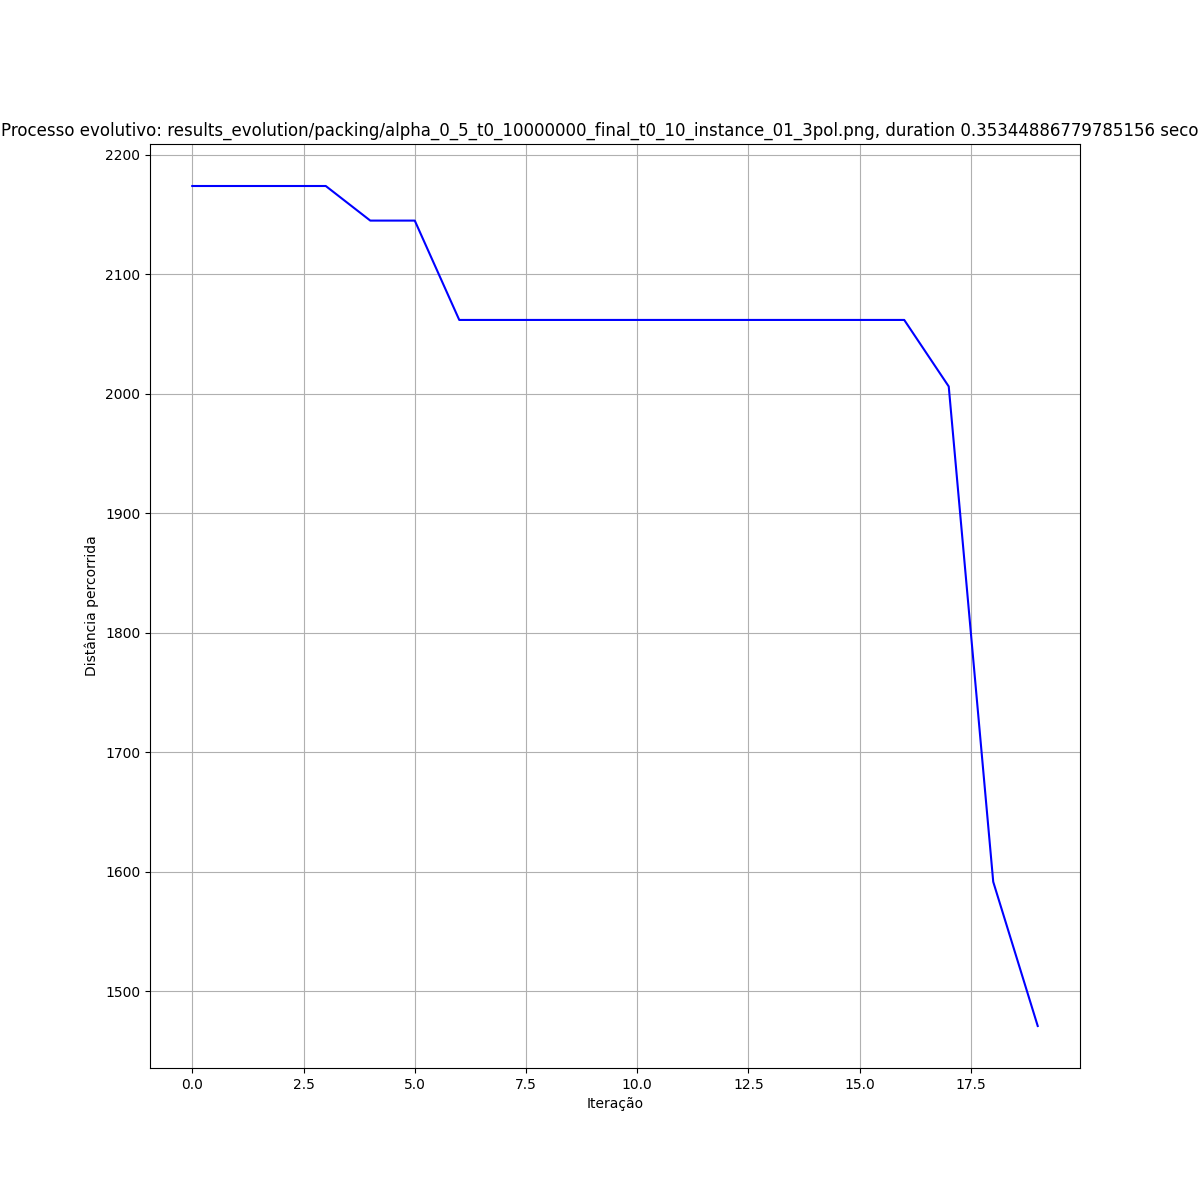 Processo evolutivo: results_evolution/packing/alpha_0_5_t0_10000000_final_t0_10_instance_01_3pol.png, duration 0.35344886779785156 seco
2200
2100
2000
1900
1800
1700
1600
1500
Distância percorrida
0.0 2.5 5.0 7.5 10.0 12.5 15.0 17.5
Iteração